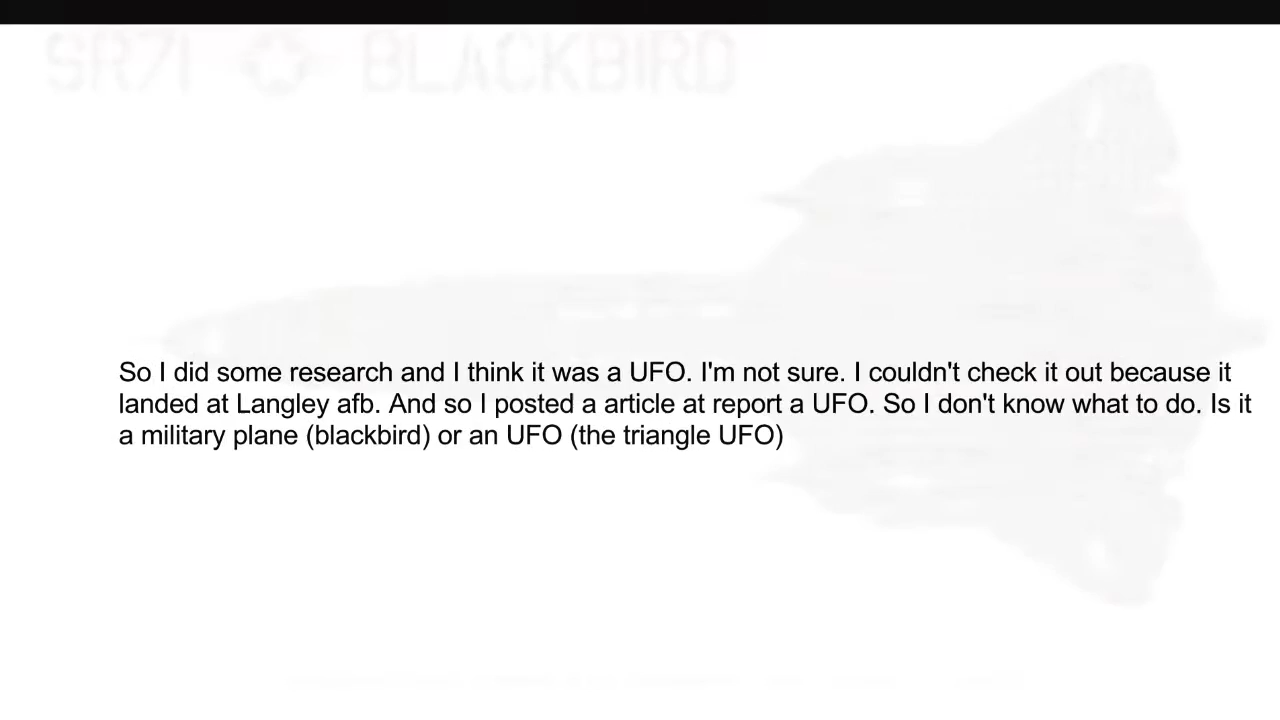 SR71 BLACKBIRD
So I did some research and I think it was a UFO. I'm not sure. I couldn't check it out because it
landed at Langley afb. And so I posted a article at report a UFO. So I don't know what to do. Is it
a military plane (blackbird) or an UFO (the triangle UFO)